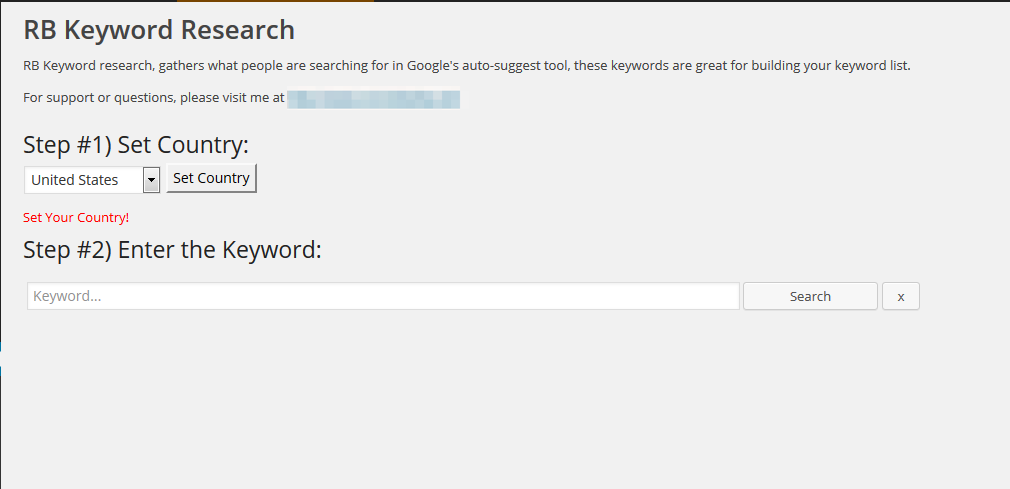 RB Keyword Research
RB Keyword research, gathers what people are searching for in Google's auto-suggest tool, these keywords are great for building your keyword list.
For support or questions, please visit me at
Step #1) Set Country:
United States Set Country
Set Your Country!
Step #2) Enter the Keyword:
Keyword... Search x